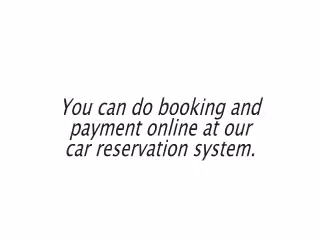 You can do booking and
payment online at our
car reservation system.